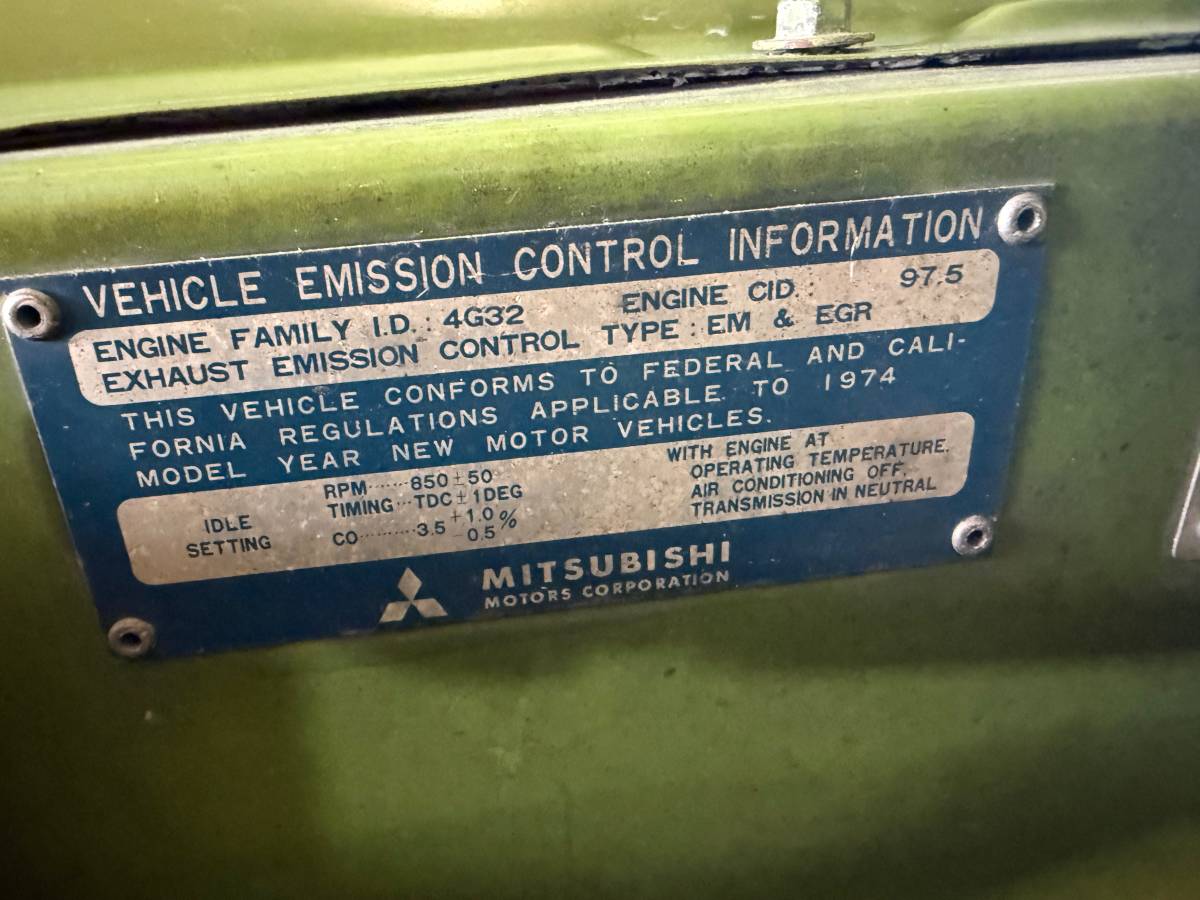 VEHICLE EMISSION CONTROL INFORMATION
ENGINE FAMILY I.D. : 4G32 ENGINE CID : 97.5
EXHAUST EMISSION CONTROL TYPE : EM & EGR
THIS VEHICLE CONFORMS TO FEDERAL AND CALI-
FORNIA REGULATIONS APPLICABLE TO 1974
MODEL YEAR NEW MOTOR VEHICLES.
IDLE
SETTING
RPM·······850±50
TIMING···TDC±1DEG
CO··········3.5 +1.0 -0.5 %
WITH ENGINE AT
OPERATING TEMPERATURE.
AIR CONDITIONING OFF.
TRANSMISSION IN NEUTRAL
MITSUBISHI
MOTORS CORPORATION